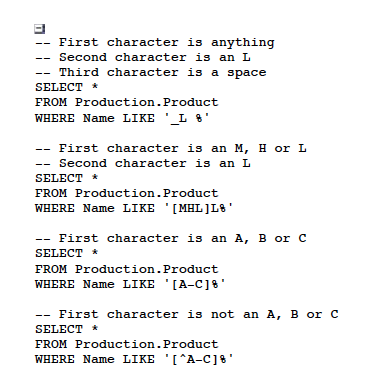 -- First character is anything
-- Second character is an L
-- Third character is a space
SELECT *
FROM Production.Product
WHERE Name LIKE '_L %'
-- First character is an M, H or L
-- Second character is an L
SELECT *
FROM Production.Product
WHERE Name LIKE '[MHL]L%'
-- First character is an A, B or C
SELECT *
FROM Production.Product
WHERE Name LIKE '[A-C]%'
-- First character is not an A, B or C
SELECT *
FROM Production.Product
WHERE Name LIKE '[^A-C]%'